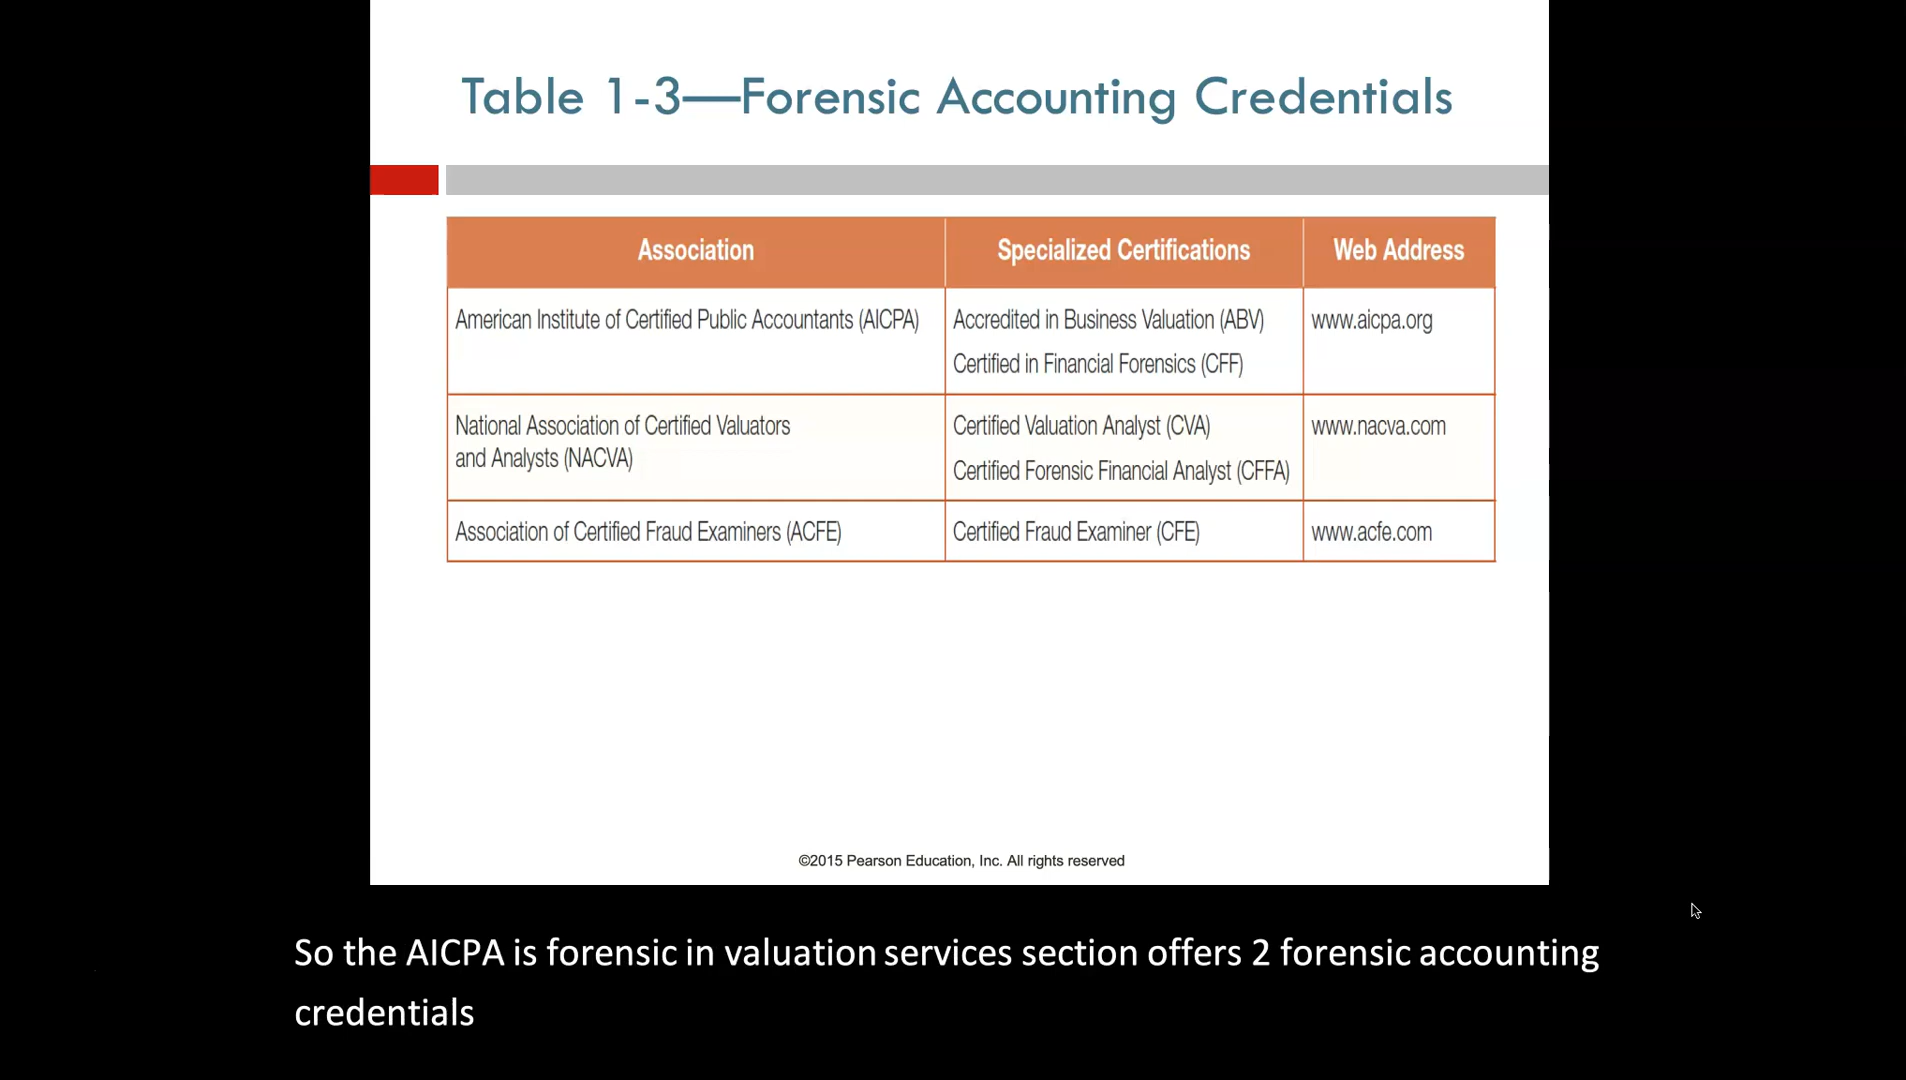 Table 1-3—Forensic Accounting Credentials
Association
Specialized Certifications
Web Address
American Institute of Certified Public Accountants (AICPA)
Accredited in Business Valuation (ABV)
Certified in Financial Forensics (CFF)
www.aicpa.org
National Association of Certified Valuators
and Analysts (NACVA)
Certified Valuation Analyst (CVA)
Certified Forensic Financial Analyst (CFFA)
www.nacva.com
Association of Certified Fraud Examiners (ACFE)
Certified Fraud Examiner (CFE)
www.acfe.com
©2015 Pearson Education, Inc. All rights reserved
So the AICPA is forensic in valuation services section offers 2 forensic accounting
credentials